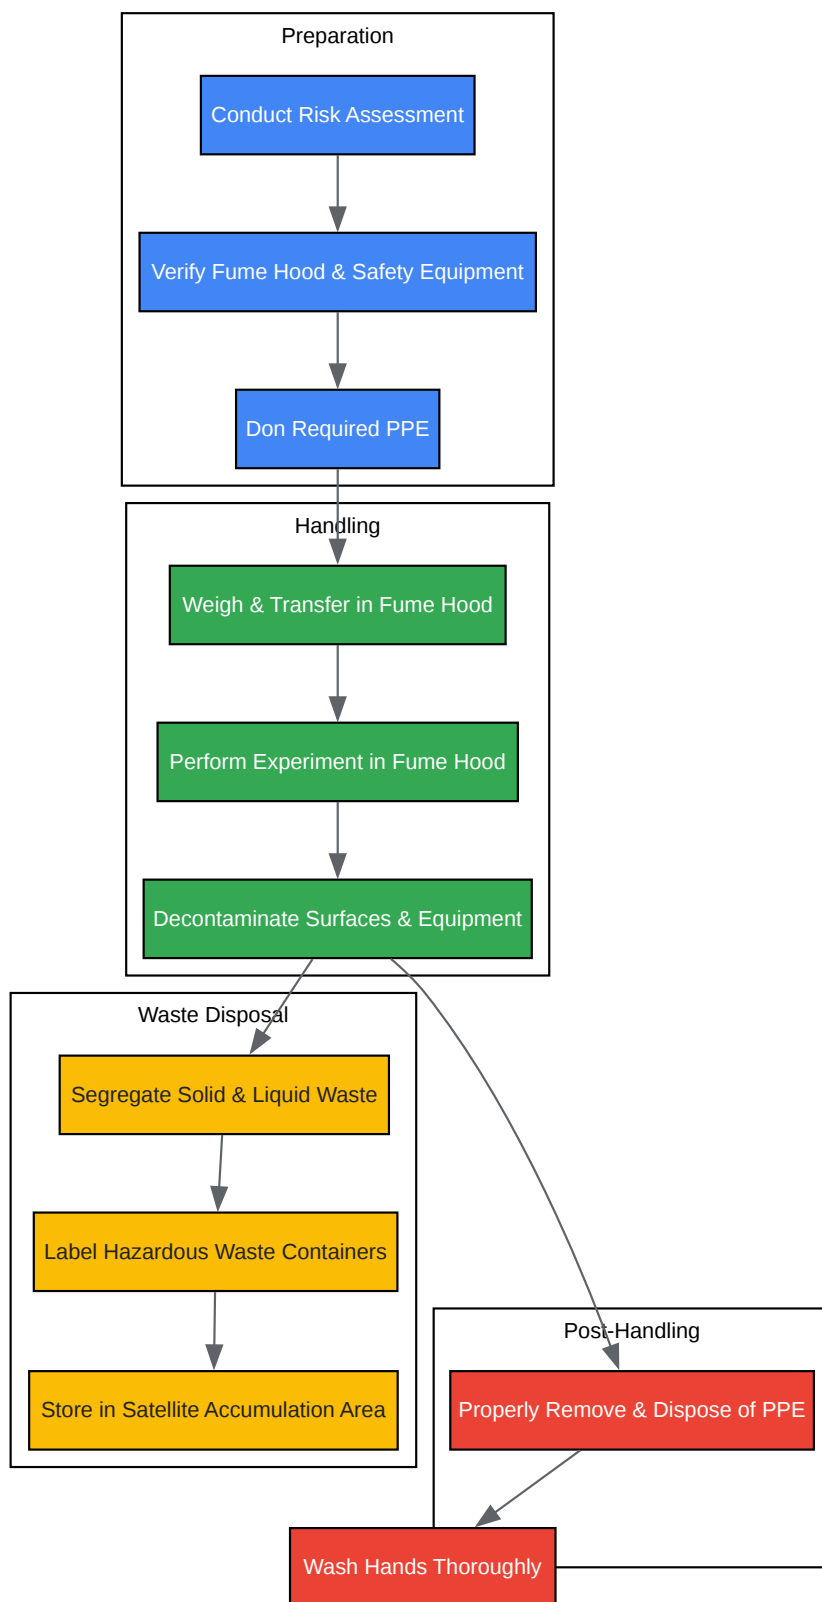 Preparation
Conduct Risk Assessment
Verify Fume Hood & Safety Equipment
Don Required PPE
Handling
Weigh & Transfer in Fume Hood
Perform Experiment in Fume Hood
Decontaminate Surfaces & Equipment
Waste Disposal
Segregate Solid & Liquid Waste
Label Hazardous Waste Containers
Store in Satellite Accumulation Area
Post-Handling
Properly Remove & Dispose of PPE
Wash Hands Thoroughly